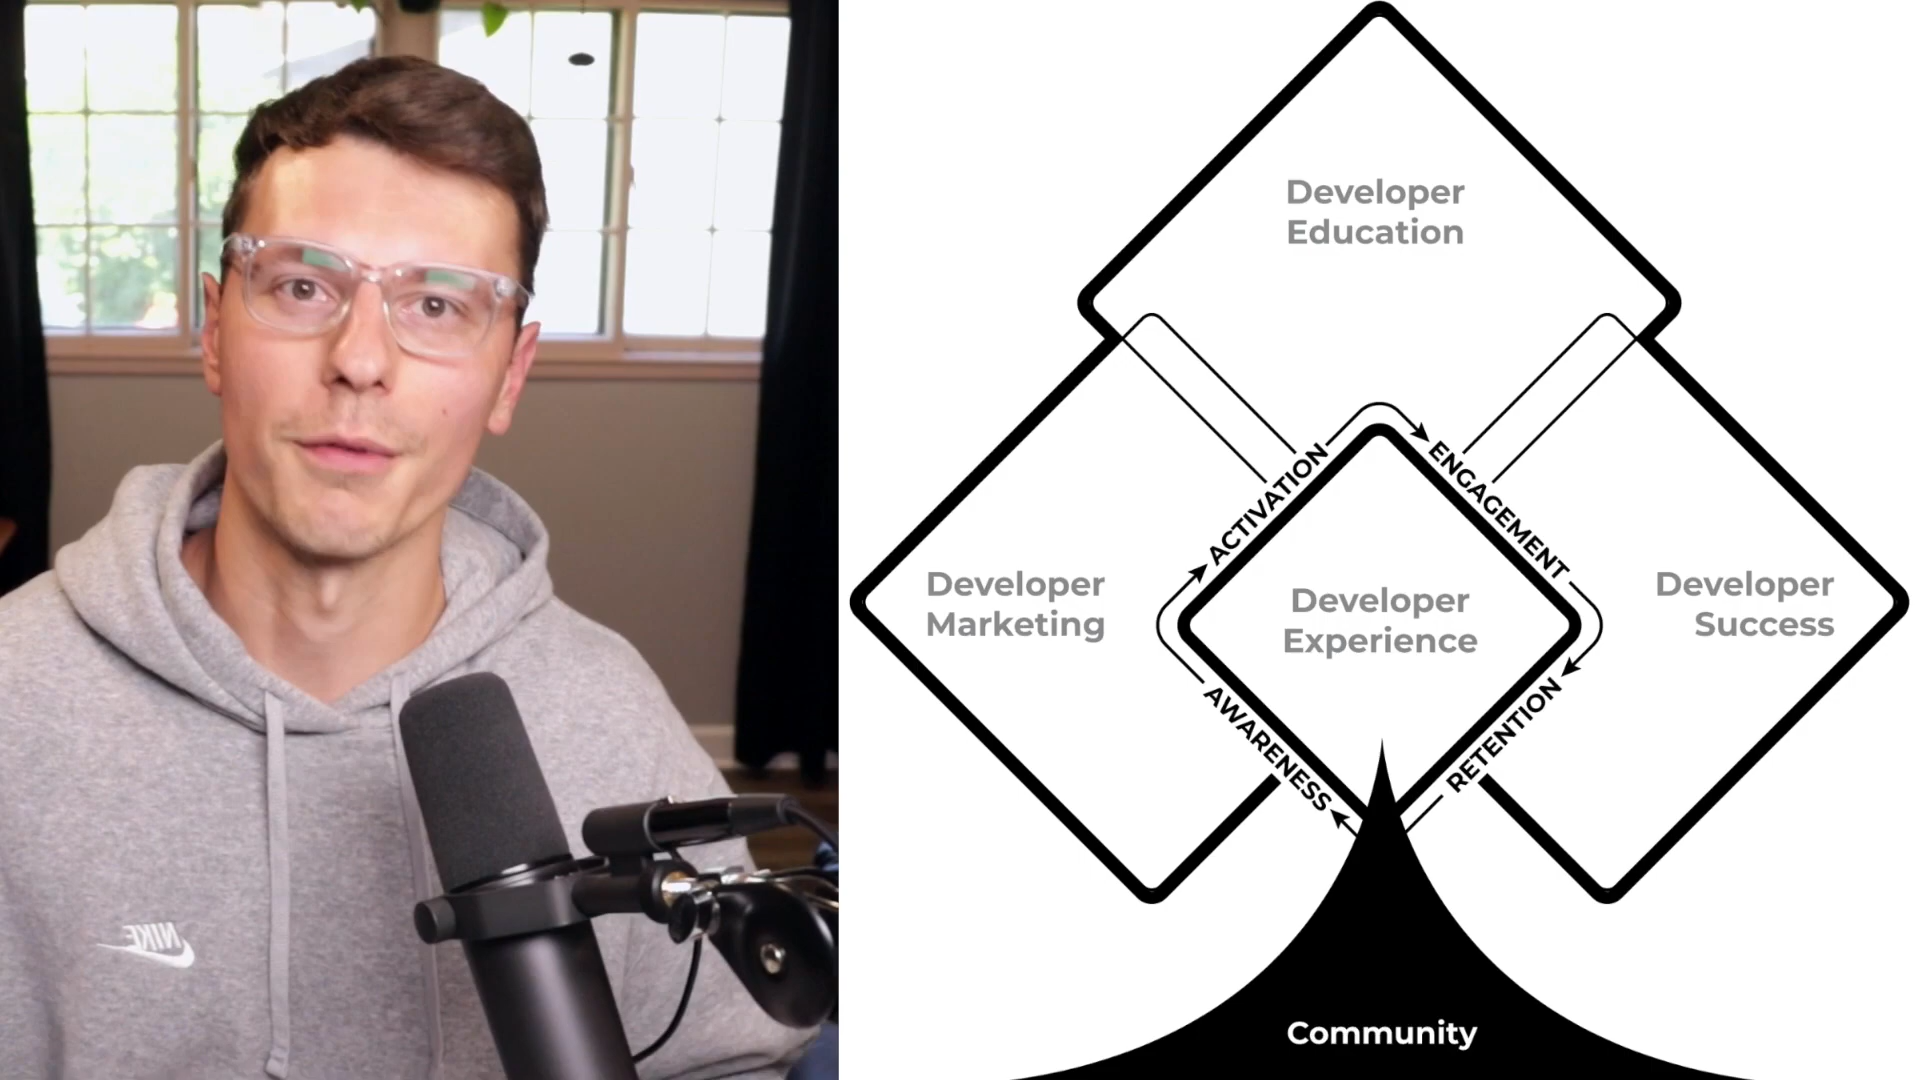 Developer
Education
ACTIVATION
ENGAGEMENT
Developer
Marketing
Developer
Experience
Developer
Success
AWARENESS
RETENTION
Community
NIKE